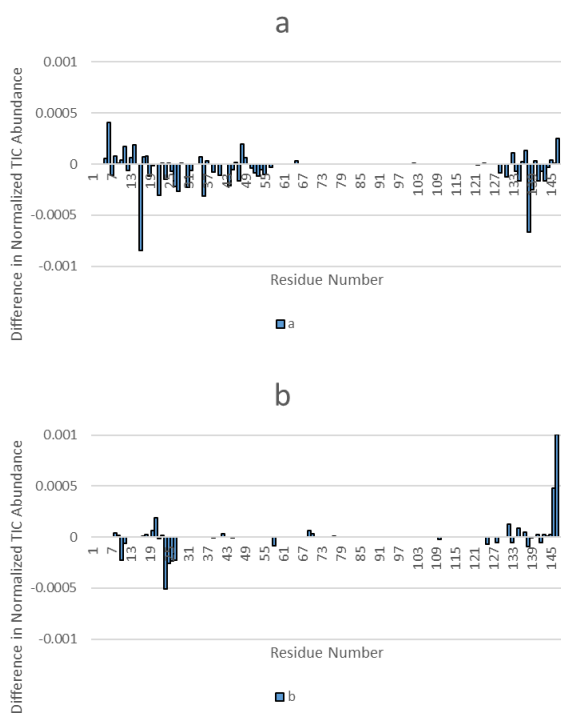 a
Difference in Normalized TIC Abundance
0.001
0.0005
0
-0.0005
-0.001
1 7 13 19 25 31 37 43 49 55 61 67 73 79 85 91 97 103 109 115 121 127 133 139 145
Residue Number
a
b
Difference in Normalized TIC Abundance
0.001
0.0005
0
-0.0005
-0.001
1 7 13 19 25 31 37 43 49 55 61 67 73 79 85 91 97 103 109 115 121 127 133 139 145
Residue Number
b